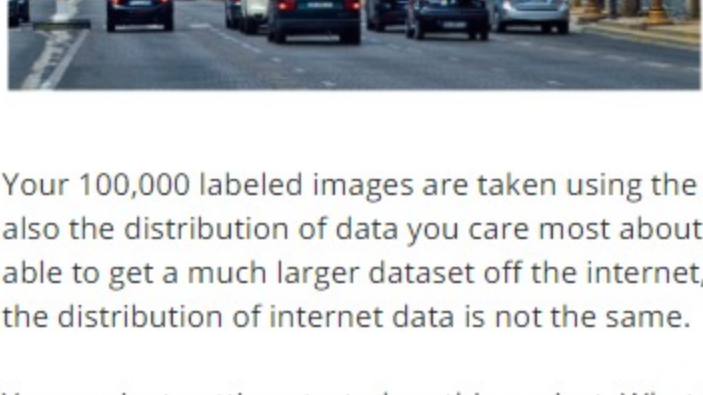 Your 100,000 labeled images are taken using the
also the distribution of data you care most about
able to get a much larger dataset off the internet,
the distribution of internet data is not the same.